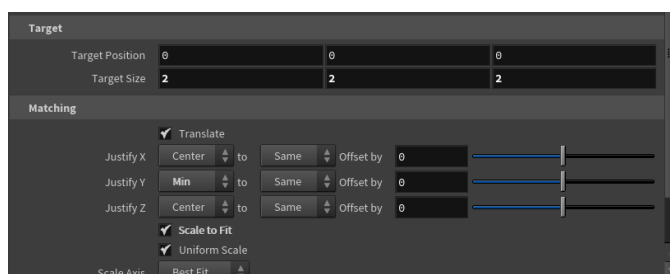 Target
Target Position 0 0 0
Target Size 2 2 2
Matching
Translate
Justify X Center to Same Offset by 0
Justify Y Min to Same Offset by 0
Justify Z Center to Same Offset by 0
Scale to Fit
Uniform Scale
Scale Axis Best Fit